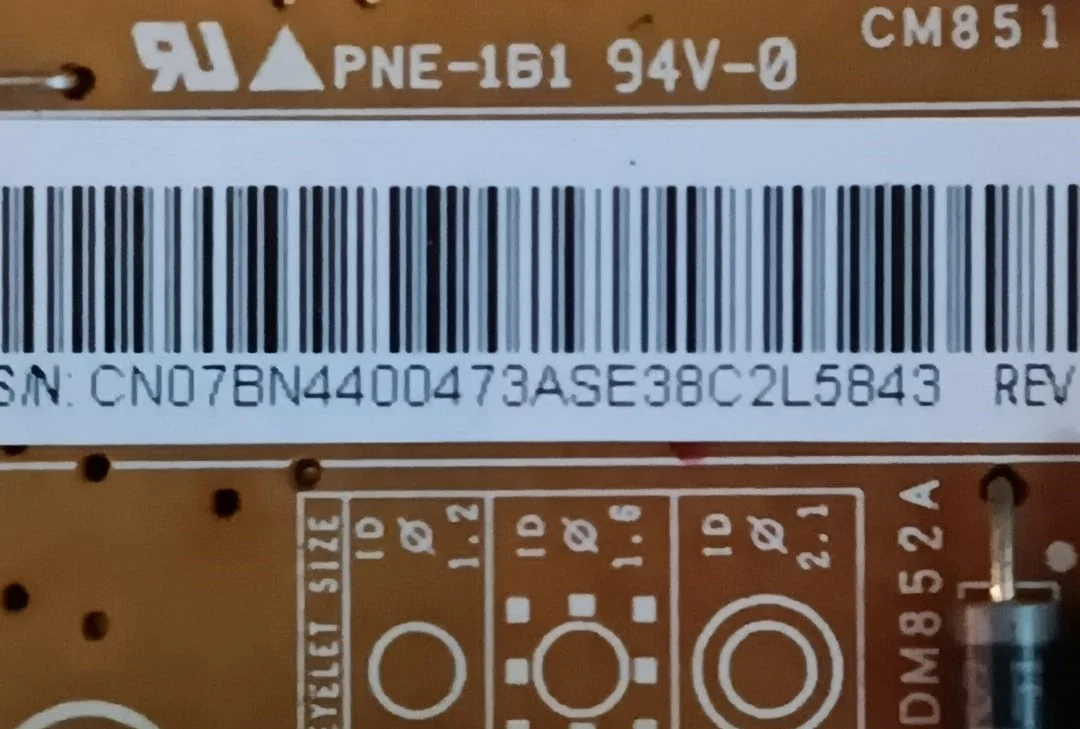 CM851
PNE-1B1 94V-0
S/N: CN07BN4400473ASE38C2L5843 REV
EYELET SIZE
ID Ø 1.2
ID Ø 1.6
ID Ø 2.1
DM852A